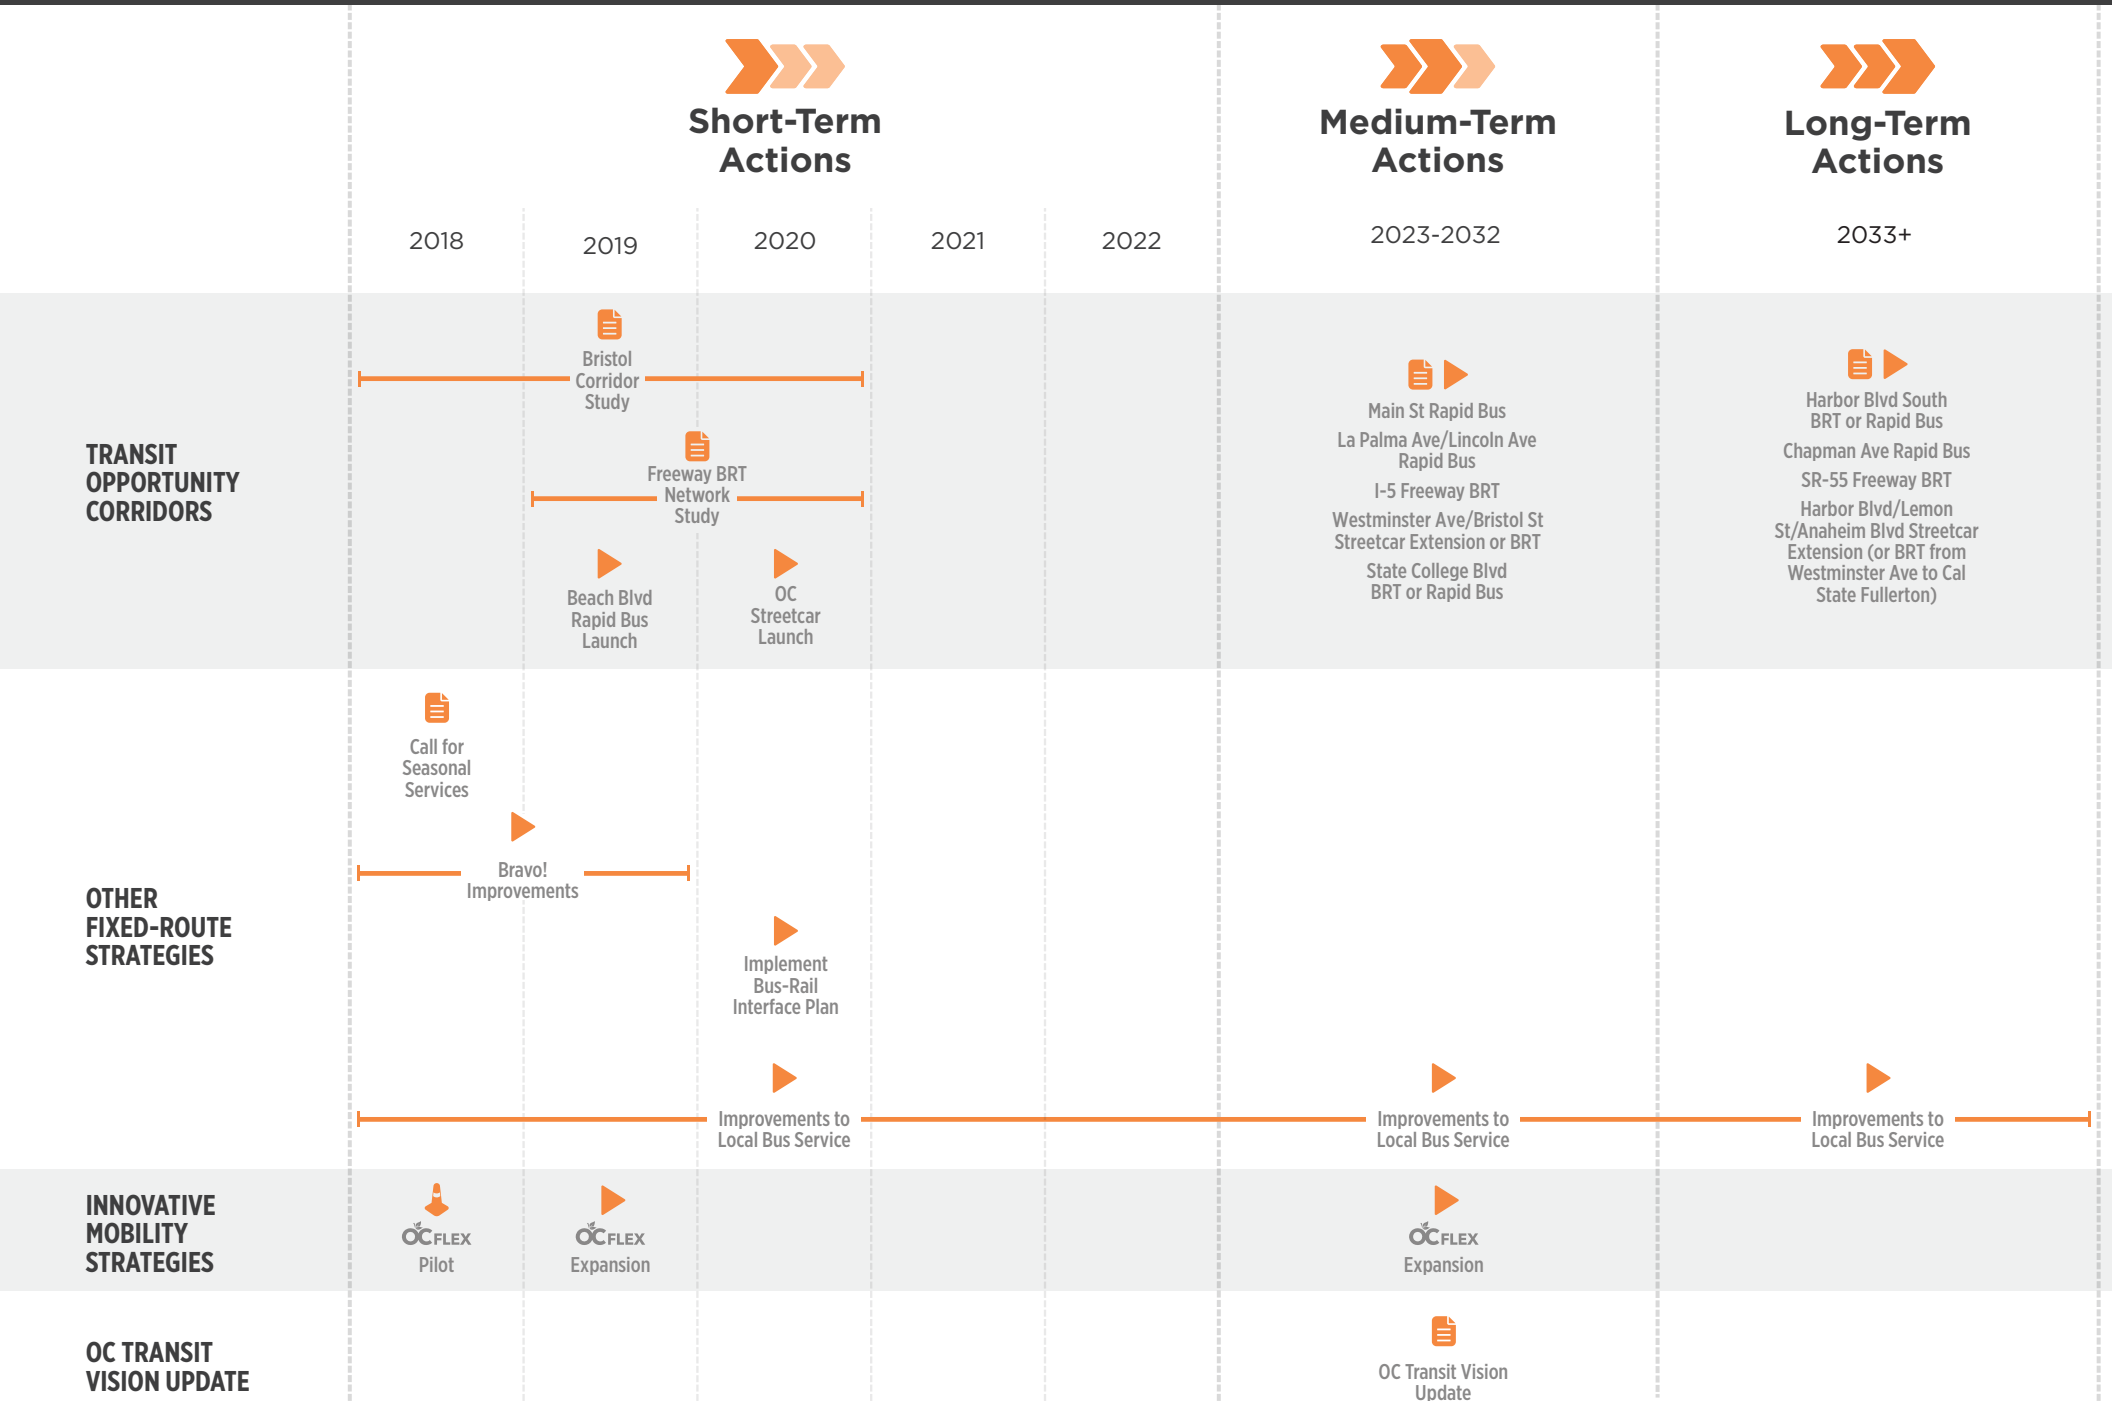 Short-Term
Actions
Medium-Term
Actions
Long-Term
Actions
2018
2019
2020
2021
2022
2023-2032
2033+
TRANSIT
OPPORTUNITY
CORRIDORS
Bristol
Corridor
Study
Freeway BRT
Network
Study
Beach Blvd
Rapid Bus
Launch
OC
Streetcar
Launch
Main St Rapid Bus
La Palma Ave/Lincoln Ave
Rapid Bus
I-5 Freeway BRT
Westminster Ave/Bristol St
Streetcar Extension or BRT
State College Blvd
BRT or Rapid Bus
Harbor Blvd South
BRT or Rapid Bus
Chapman Ave Rapid Bus
SR-55 Freeway BRT
Harbor Blvd/Lemon
St/Anaheim Blvd Streetcar
Extension (or BRT from
Westminster Ave to Cal
State Fullerton)
OTHER
FIXED-ROUTE
STRATEGIES
Call for
Seasonal
Services
Bravo!
Improvements
Implement
Bus-Rail
Interface Plan
Improvements to
Local Bus Service
Improvements to
Local Bus Service
Improvements to
Local Bus Service
INNOVATIVE
MOBILITY
STRATEGIES
OC FLEX
Pilot
OC FLEX
Expansion
OC FLEX
Expansion
OC TRANSIT
VISION UPDATE
OC Transit Vision
Update